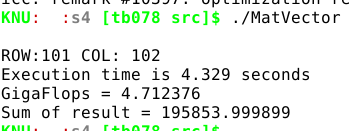 KNU: :s4 [tb078 src]$ ./MatVector
ROW:101 COL: 102
Execution time is 4.329 seconds
GigaFlops = 4.712376
Sum of result = 195853.999899